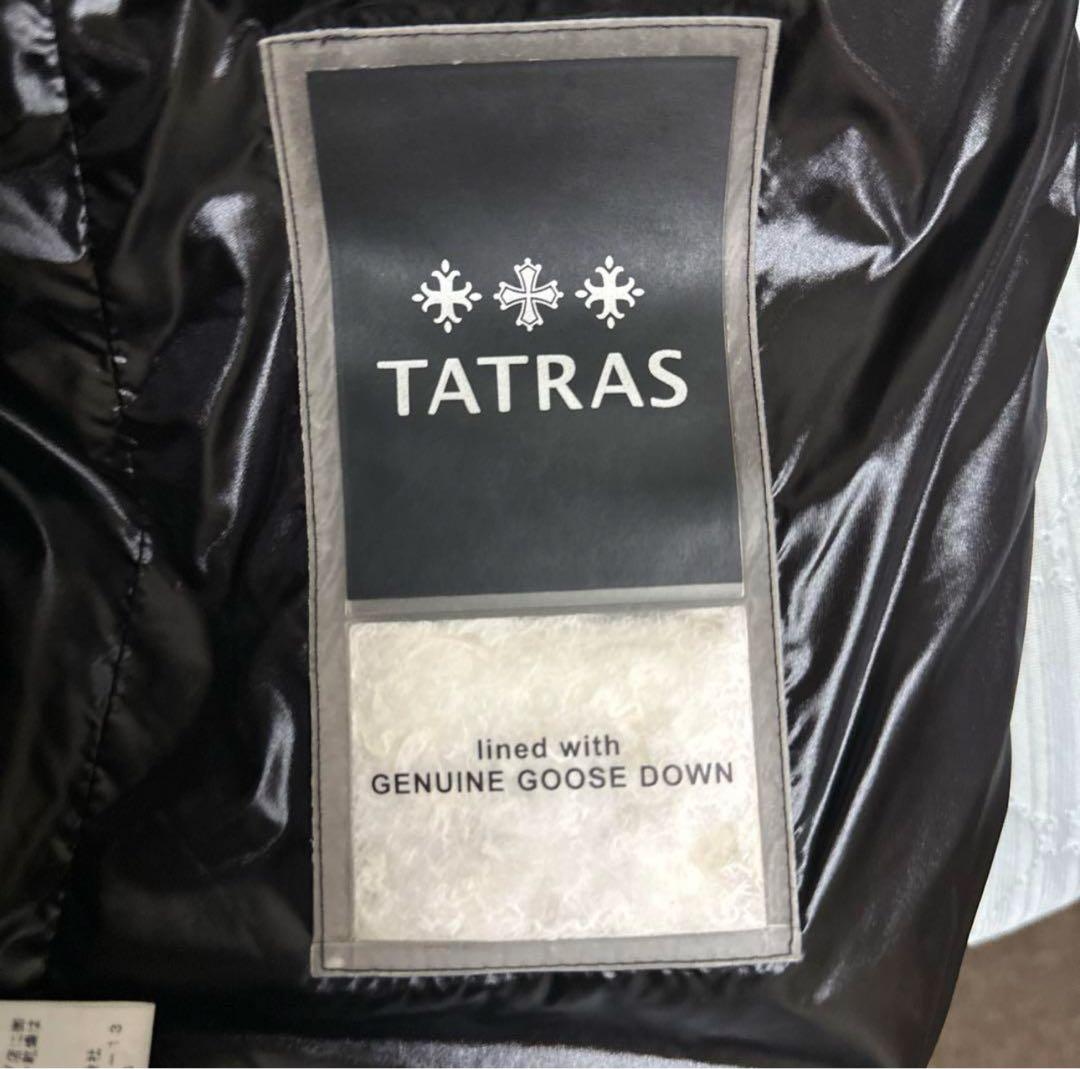 TATRAS
lined with
GENUINE GOOSE DOWN